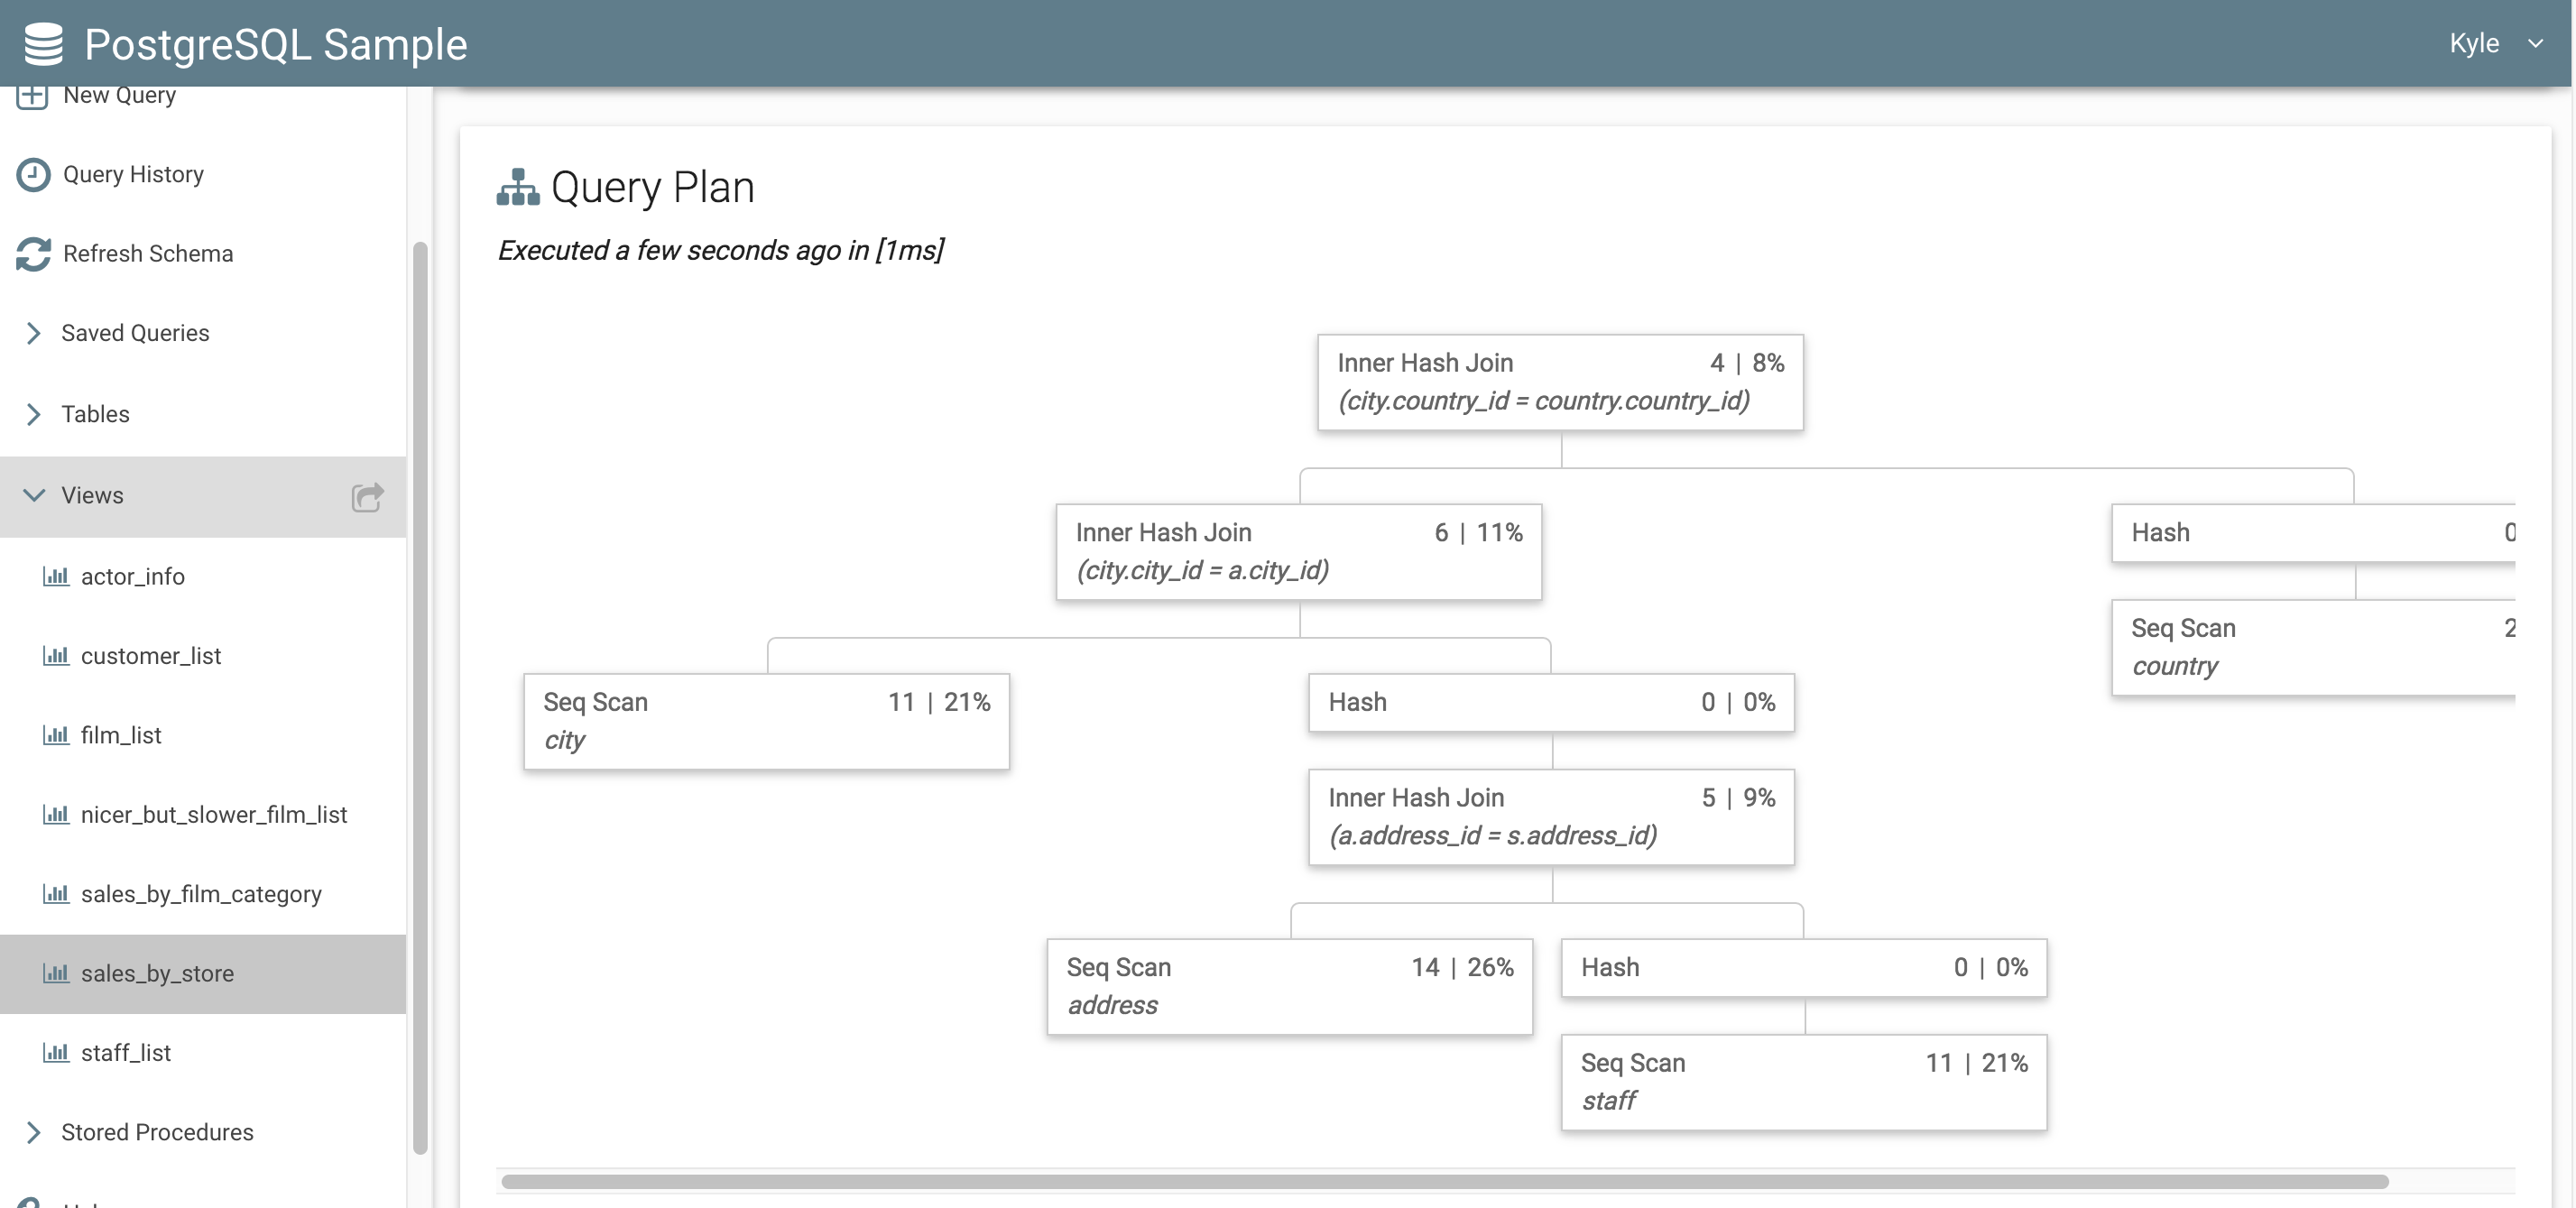 PostgreSQL Sample
Kyle
New Query
Query History
Refresh Schema
Saved Queries
Tables
Views
actor_info
customer_list
film_list
nicer_but_slower_film_list
sales_by_film_category
sales_by_store
staff_list
Stored Procedures
Query Plan
Executed a few seconds ago in [1ms]
Inner Hash Join 4 | 8%
(city.country_id = country.country_id)
Inner Hash Join 6 | 11%
(city.city_id = a.city_id)
Hash 0
Seq Scan 2
country
Seq Scan 11 | 21%
city
Hash 0 | 0%
Inner Hash Join 5 | 9%
(a.address_id = s.address_id)
Seq Scan 14 | 26%
address
Hash 0 | 0%
Seq Scan 11 | 21%
staff